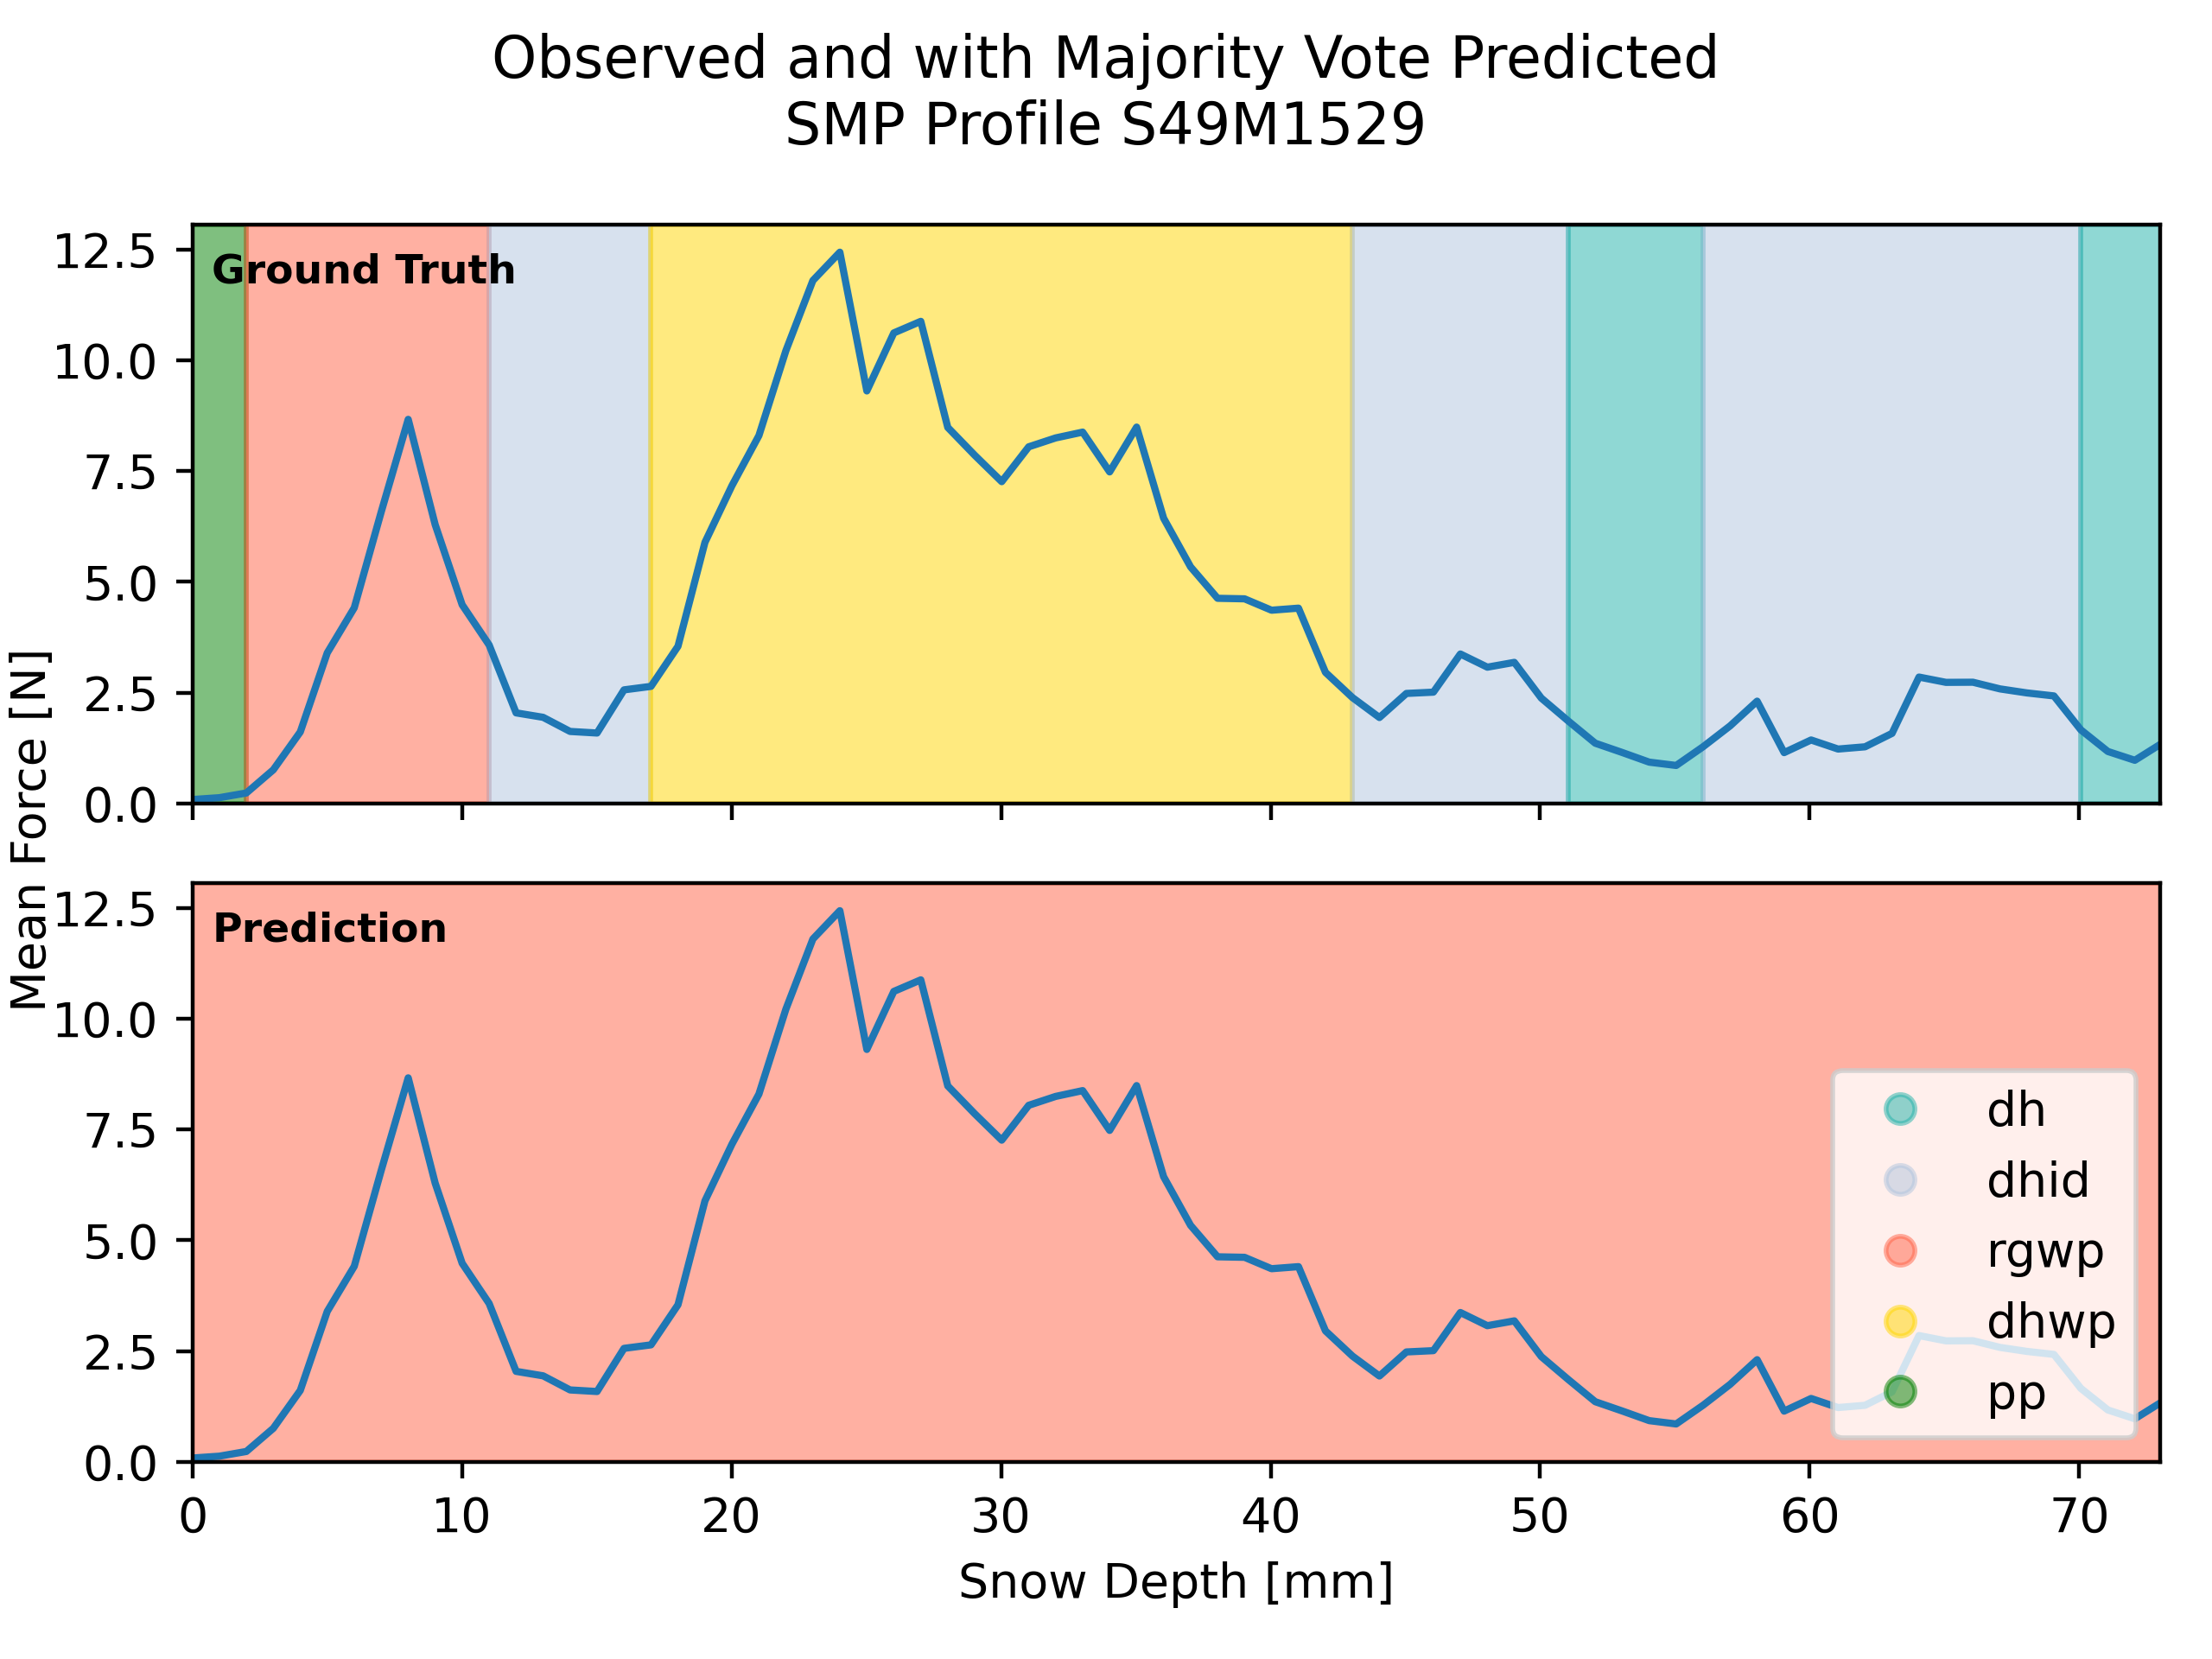 Observed and with Majority Vote Predicted
SMP Profile S49M1529
Mean Force [N]
12.5
10.0
7.5
5.0
2.5
0.0
Ground Truth
12.5
10.0
7.5
5.0
2.5
0.0
Prediction
dh
dhid
rgwp
dhwp
pp
0 10 20 30 40 50 60 70
Snow Depth [mm]